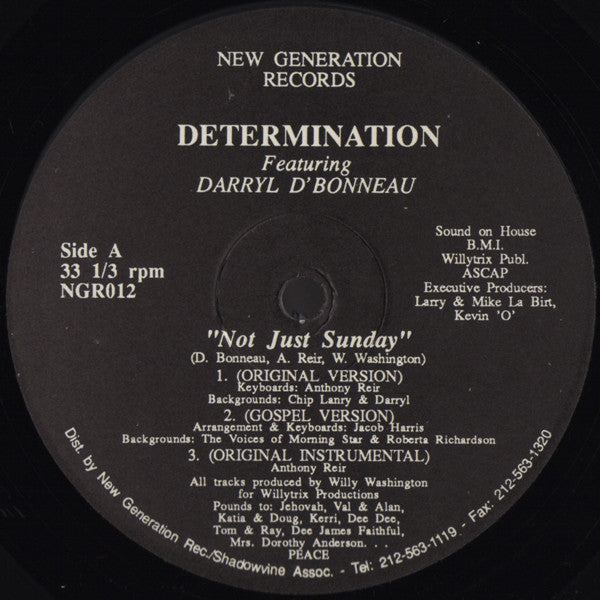 NEW GENERATION
RECORDS
DETERMINATION
Featuring
DARRYL D'BONNEAU
Side A
33 1/3 rpm
NGR012
Sound on House
B.M.I.
Willytrix Publ.
ASCAP
Executive Producers:
Larry & Mike La Birt,
Kevin 'O'
"Not Just Sunday"
(D. Bonneau, A. Reir, W. Washington)
1. (ORIGINAL VERSION)
Keyboards: Anthony Reir
Backgrounds: Chip Lanry & Darryl
2. (GOSPEL VERSION)
Arrangement & Keyboards: Jacob Harris
Backgrounds: The Voices of Morning Star & Roberta Richardson
3. (ORIGINAL INSTRUMENTAL)
Anthony Reir
All tracks produced by Willy Washington
for Willytrix Productions
Pounds to: Jehovah, Val & Alan,
Katia & Doug, Kerri, Dee Dee,
Tom & Ray, Dee James Faithful,
Mrs. Dorothy Anderson. . .
PEACE
Dist. by New Generation Rec./Shadowvine Assoc. - Tel: 212-563-1119 - Fax: 212-563-1320